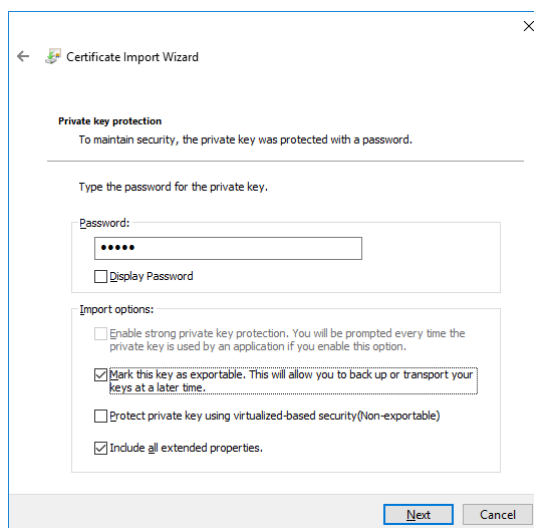 Certificate Import Wizard
Private key protection
To maintain security, the private key was protected with a password.
Type the password for the private key.
Password:
•••••
Display Password
Import options:
Enable strong private key protection. You will be prompted every time the
private key is used by an application if you enable this option.
Mark this key as exportable. This will allow you to back up or transport your
keys at a later time.
Protect private key using virtualized-based security(Non-exportable)
Include all extended properties.
Next Cancel